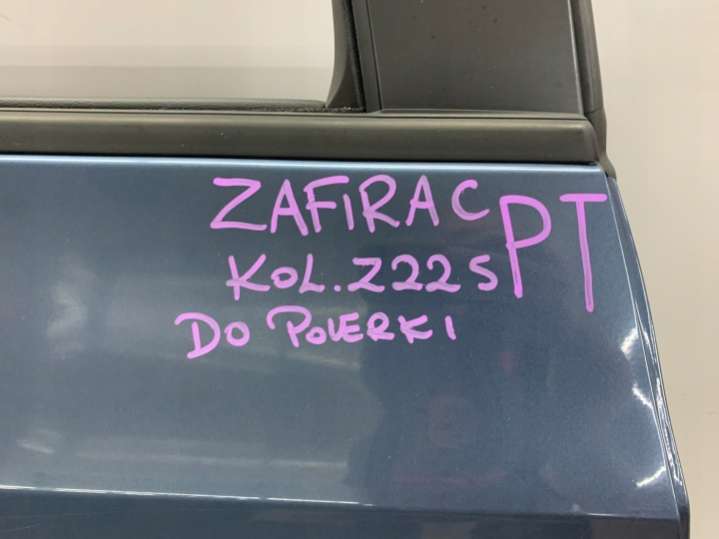 ZAFIRA C PT
KOL. Z22S
DO POLERKI